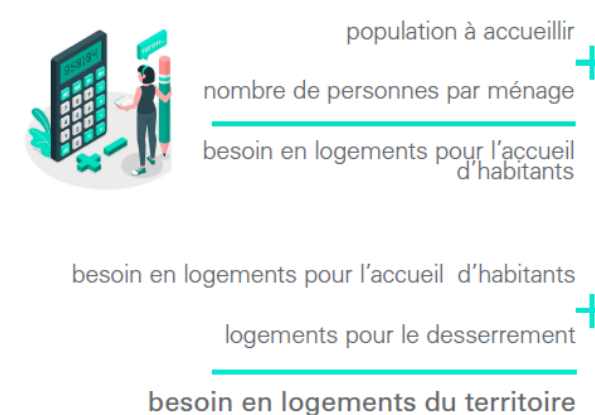 population à accueillir
+
nombre de personnes par ménage
besoin en logements pour l'accueil
d'habitants
besoin en logements pour l'accueil d'habitants
+
logements pour le desserrement
besoin en logements du territoire